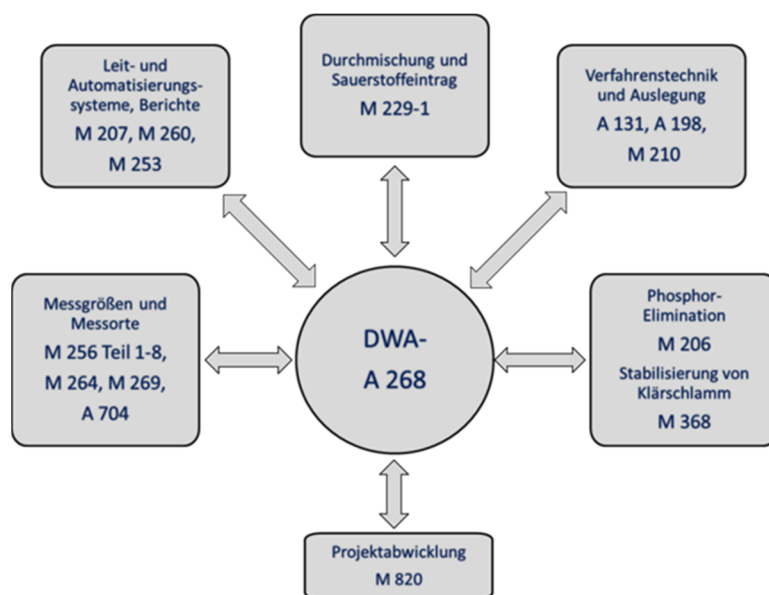 Leit- und
Automatisierungs-
systeme, Berichte
M 207, M 260,
M 253
Durchmischung und
Sauerstoffeintrag
M 229-1
Verfahrenstechnik
und Auslegung
A 131, A 198,
M 210
Messgrößen und
Messorte
M 256 Teil 1-8,
M 264, M 269,
A 704
DWA-
A 268
Phosphor-
Elimination
M 206
Stabilisierung von
Klärschlamm
M 368
Projektabwicklung
M 820